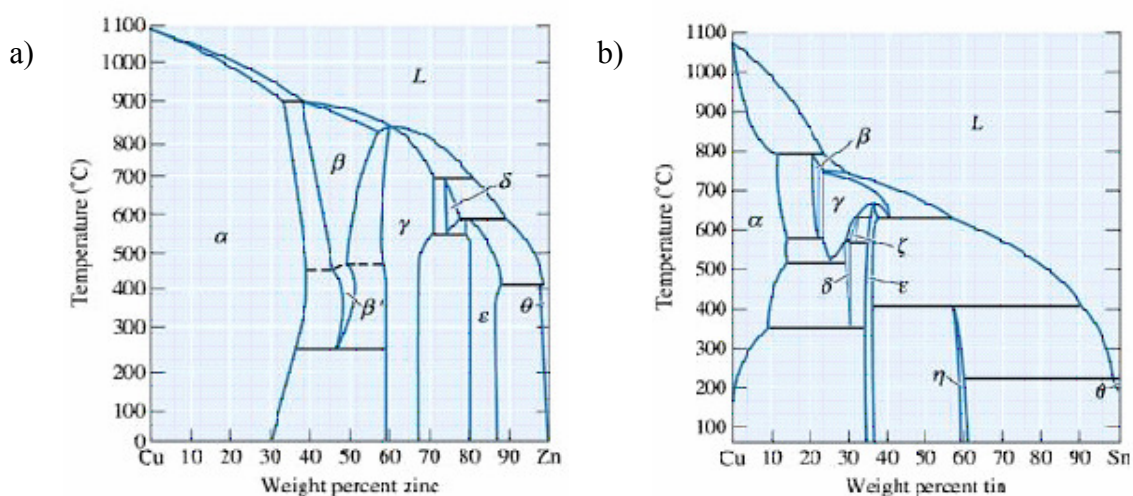 a)
Temperature (°C)
1100
1000
900
800
700
600
500
400
300
200
100
0
L
β
δ
γ
α
β′
ε
θ
Cu 10 20 30 40 50 60 70 80 90 Zn
Weight percent zinc
b)
Temperature (°C)
1100
1000
1100
800
700
600
500
400
300
200
100
L
β
γ
α
ζ
δ
ε
η
θ
Cu 10 20 30 40 30 60 70 80 90 Sn
Weight percent tin